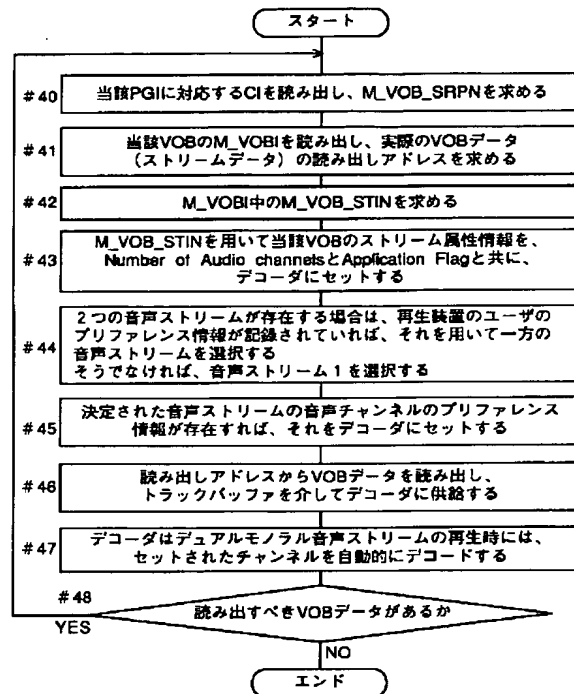 スタート
#40
当該PGIに対応するCIを読み出し、M_VOB_SRPNを求める
#41
当該VOBのM_VOBIを読み出し、実際のVOBデータ
（ストリームデータ）の読み出しアドレスを求める
#42
M_VOBI中のM_VOB_STINを求める
#43
M_VOB_STINを用いて当該VOBのストリーム属性情報を、
Number of Audio channelsとApplication Flagと共に、
デコーダにセットする
#44
2つの音声ストリームが存在する場合は、再生装置のユーザの
プリファレンス情報が記録されていれば、それを用いて一方の
音声ストリームを選択する
そうでなければ、音声ストリーム1を選択する
#45
決定された音声ストリームの音声チャンネルのプリファレンス
情報が存在すれば、それをデコーダにセットする
#46
読み出しアドレスからVOBデータを読み出し、
トラックバッファを介してデコーダに供給する
#47
デコーダはデュアルモノラル音声ストリームの再生時には、
セットされたチャンネルを自動的にデコードする
#48
読み出すべきVOBデータがあるか
YES
NO
エンド